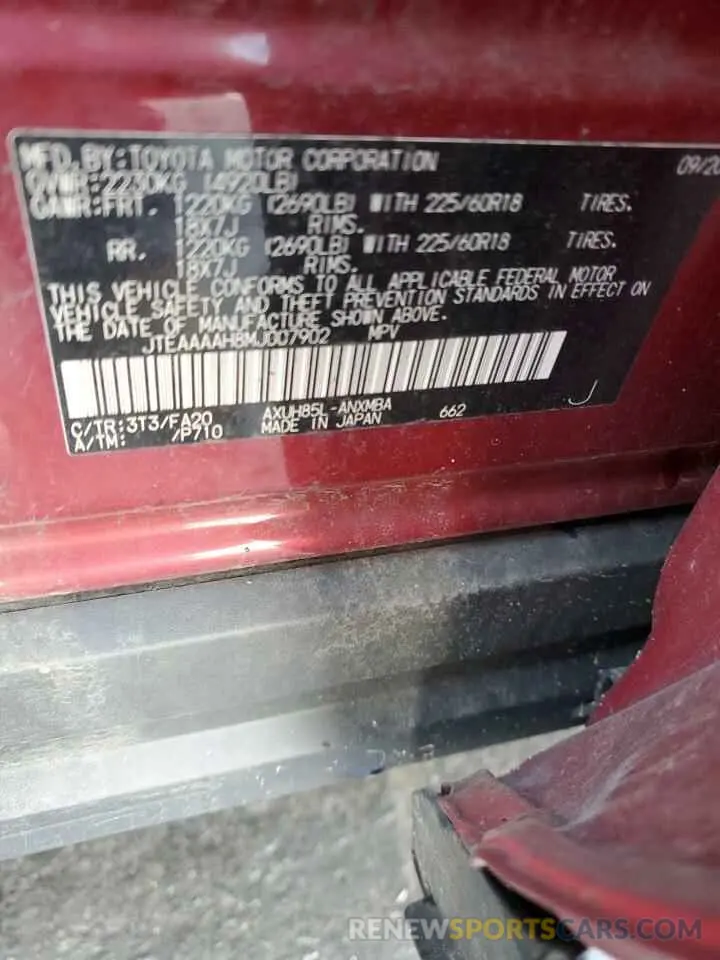 MFD. BY: TOYOTA MOTOR CORPORATION 09/20
GVWR: 2230KG (4920LB)
GAWR: FRT. 1220KG (2690LB) WITH 225/60R18 TIRES.
18X7J RIMS.
RR. 1220KG (2690LB) WITH 225/60R18 TIRES.
18X7J RIMS.
THIS VEHICLE CONFORMS TO ALL APPLICABLE FEDERAL MOTOR
VEHICLE SAFETY AND THEFT PREVENTION STANDARDS IN EFFECT ON
THE DATE OF MANUFACTURE SHOWN ABOVE.
JTEAAAAH8MJ007902 MPV
C/TR: 3T3/FA20 AXUH85L-ANXMBA 662 J
A/TM: /P710 MADE IN JAPAN
RENEWSPORTSCARS.COM